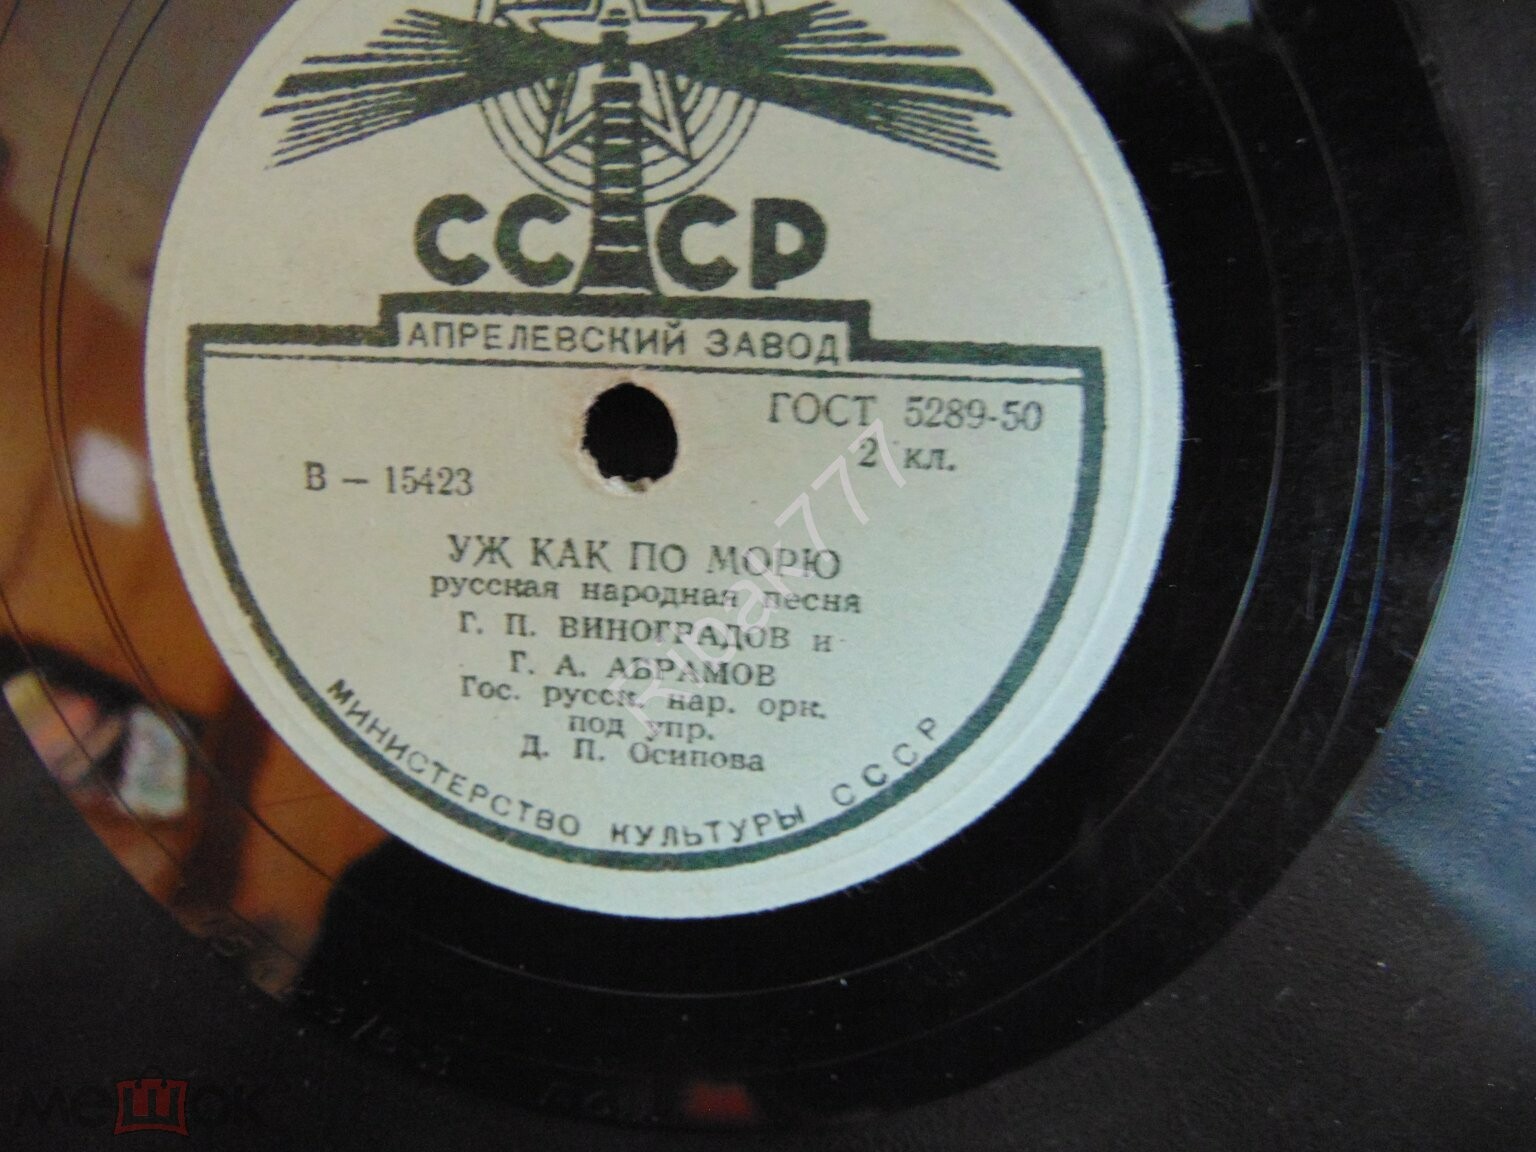 СССР
АПРЕЛЕВСКИЙ ЗАВОД
ГОСТ 5289-50
2 кл.
В – 15423
УЖ КАК ПО МОРЮ
русская народная песня
Г. П. ВИНОГРАДОВ и
Г. А. АБРАМОВ
Гос. русск. нар. орк.
под упр.
Д. П. Осипова
МИНИСТЕРСТВО КУЛЬТУРЫ СССР
мешок